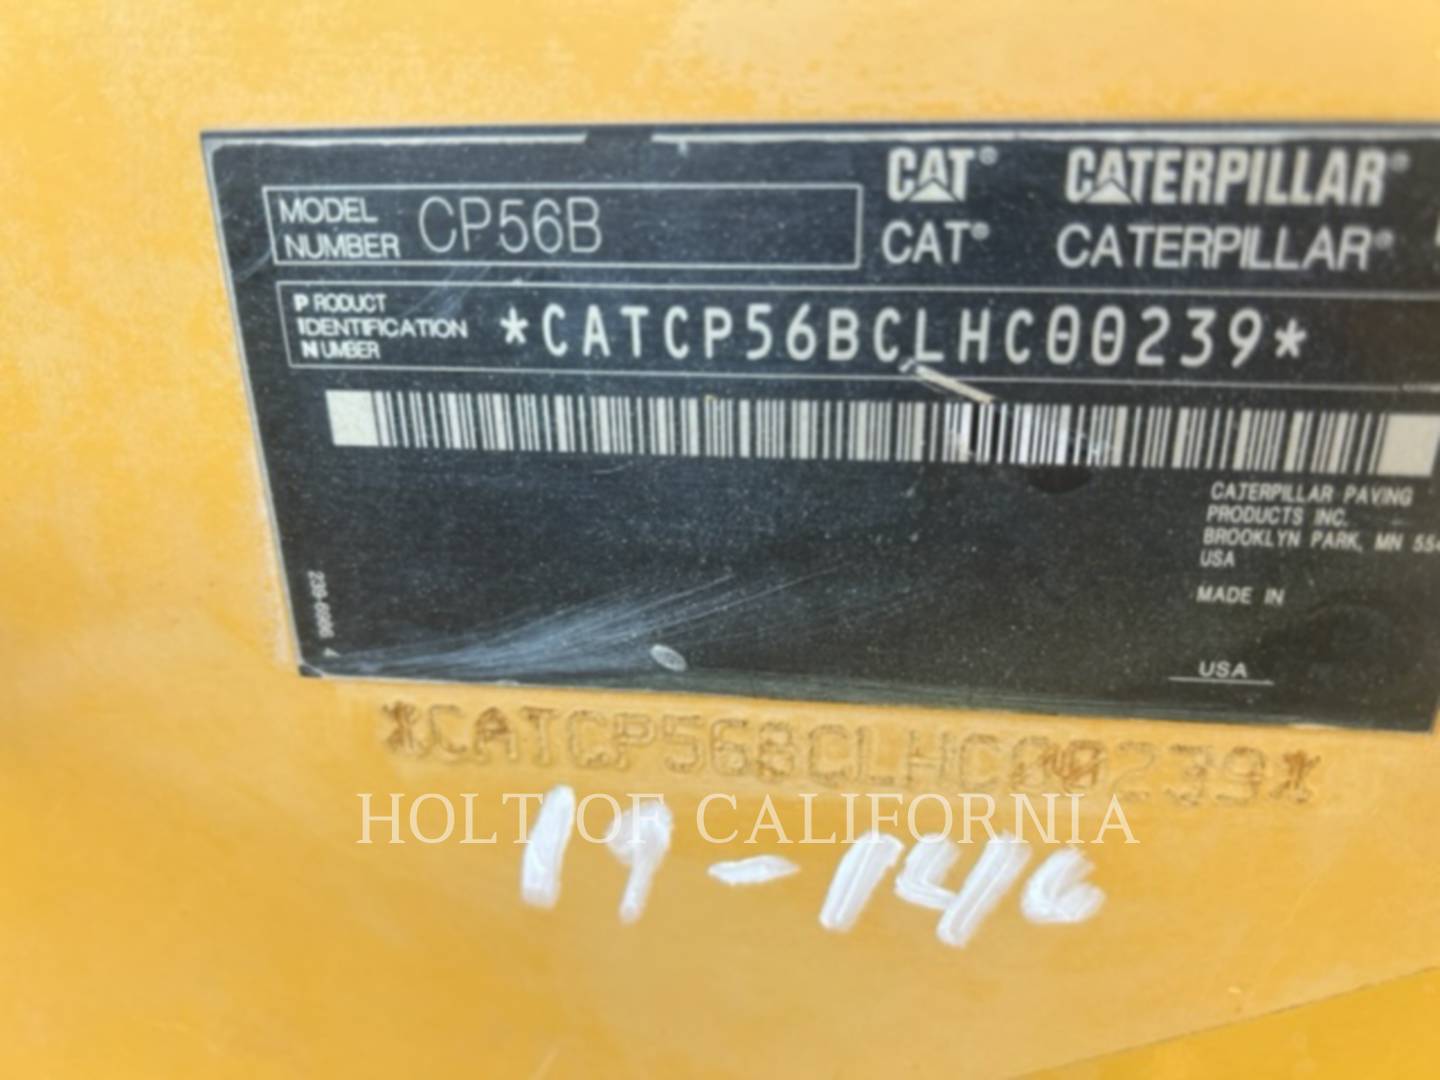 CAT® CATERPILLAR®
MODEL NUMBER CP56B
CAT® CATERPILLAR®
PRODUCT IDENTIFICATION NUMBER *CATCP56BCLHC00239*
CATERPILLAR PAVING
PRODUCTS INC.
BROOKLYN PARK, MN
USA
MADE IN
USA
*CATCP56BCLHC00239*
HOLT OF CALIFORNIA
19-146